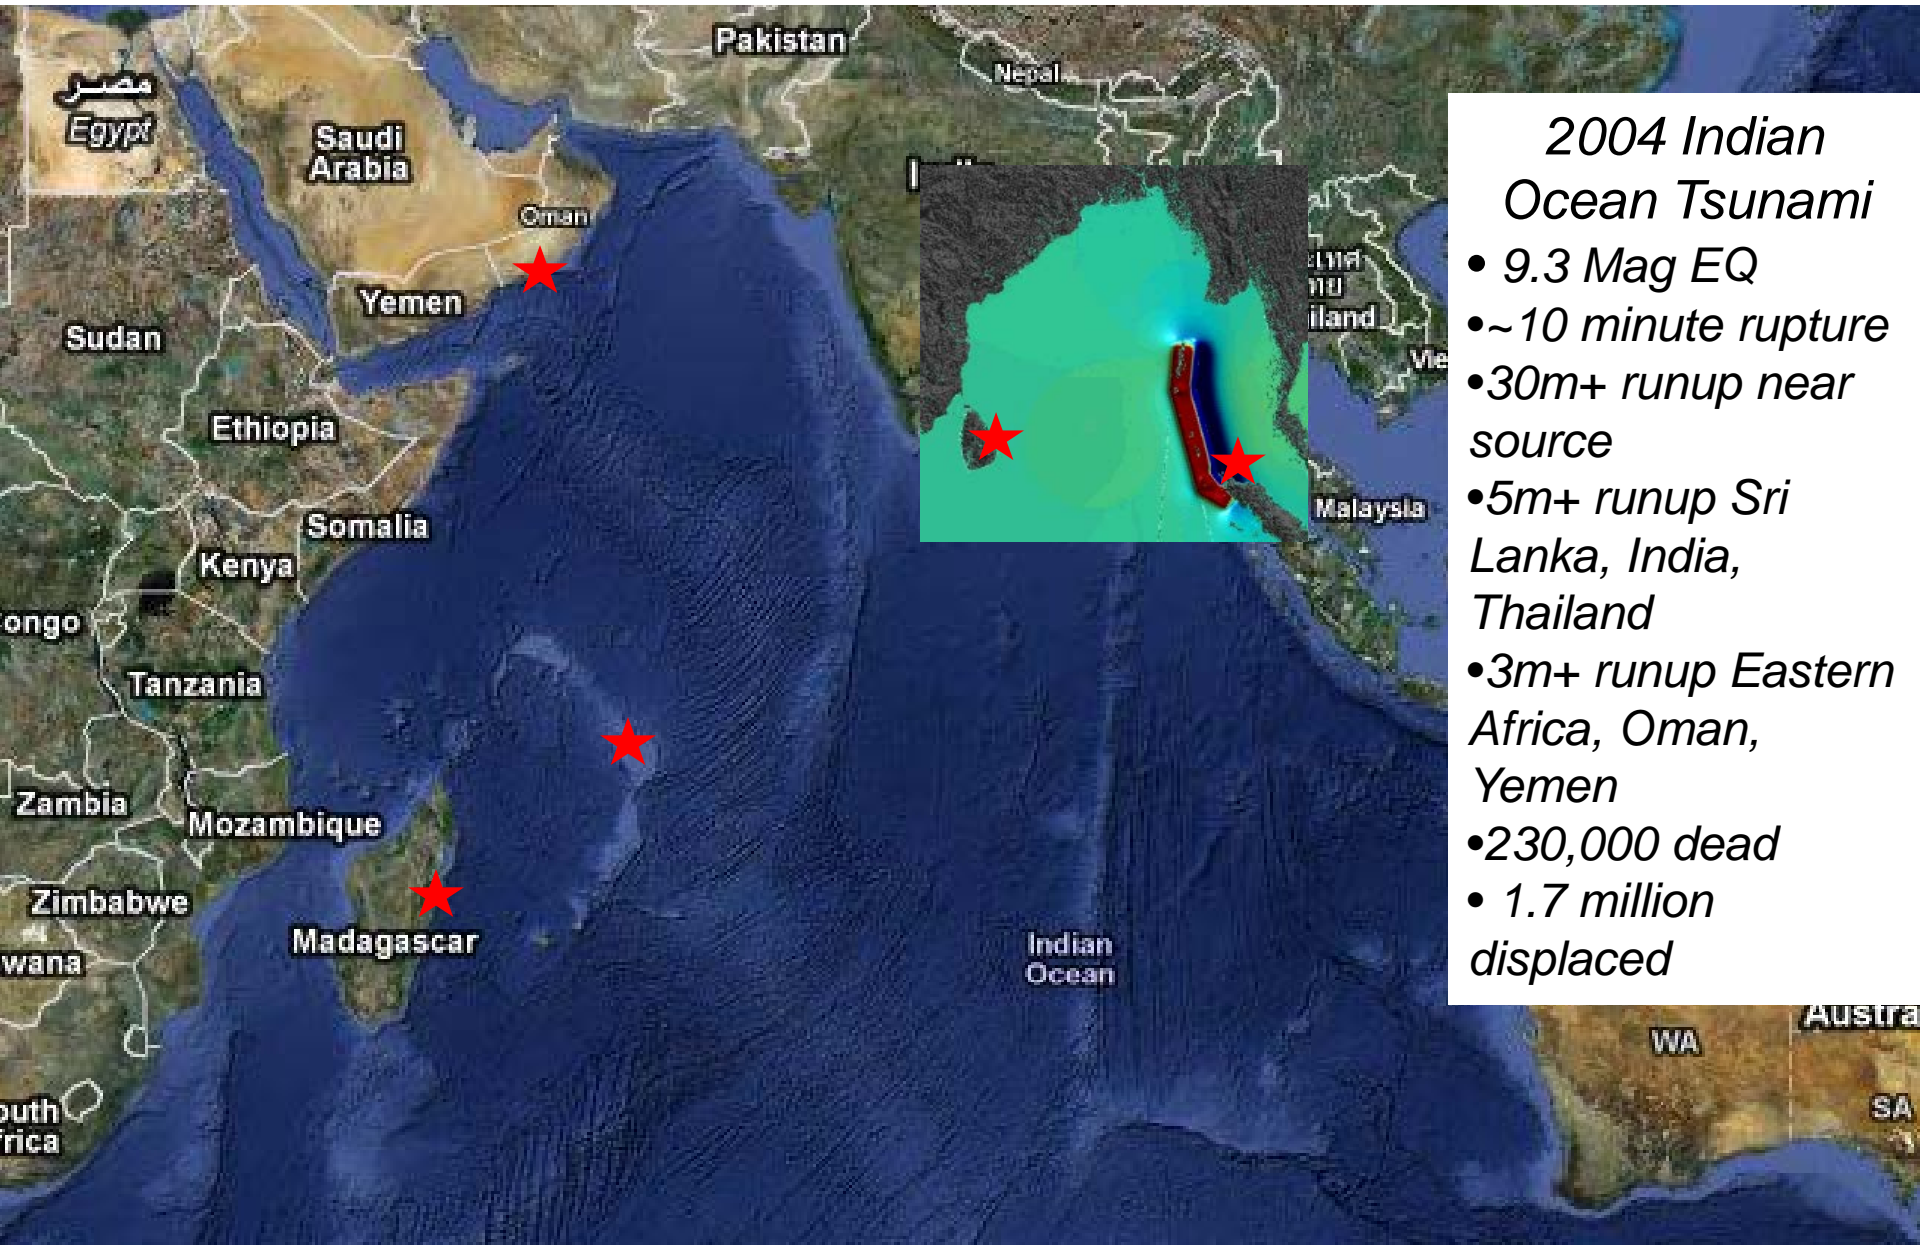 Pakistan
Nepal
مصر
Egypt
Saudi
Arabia
Oman
Yemen
Sudan
Ethiopia
Somalia
Kenya
ongo
Tanzania
Zambia
Mozambique
Zimbabwe
Madagascar
wana
outh
frica
Indian
Ocean
iland
Vie
Malaysia
2004 Indian
Ocean Tsunami
• 9.3 Mag EQ
•~10 minute rupture
•30m+ runup near
source
•5m+ runup Sri
Lanka, India,
Thailand
•3m+ runup Eastern
Africa, Oman,
Yemen
•230,000 dead
• 1.7 million
displaced
Austra
WA
SA